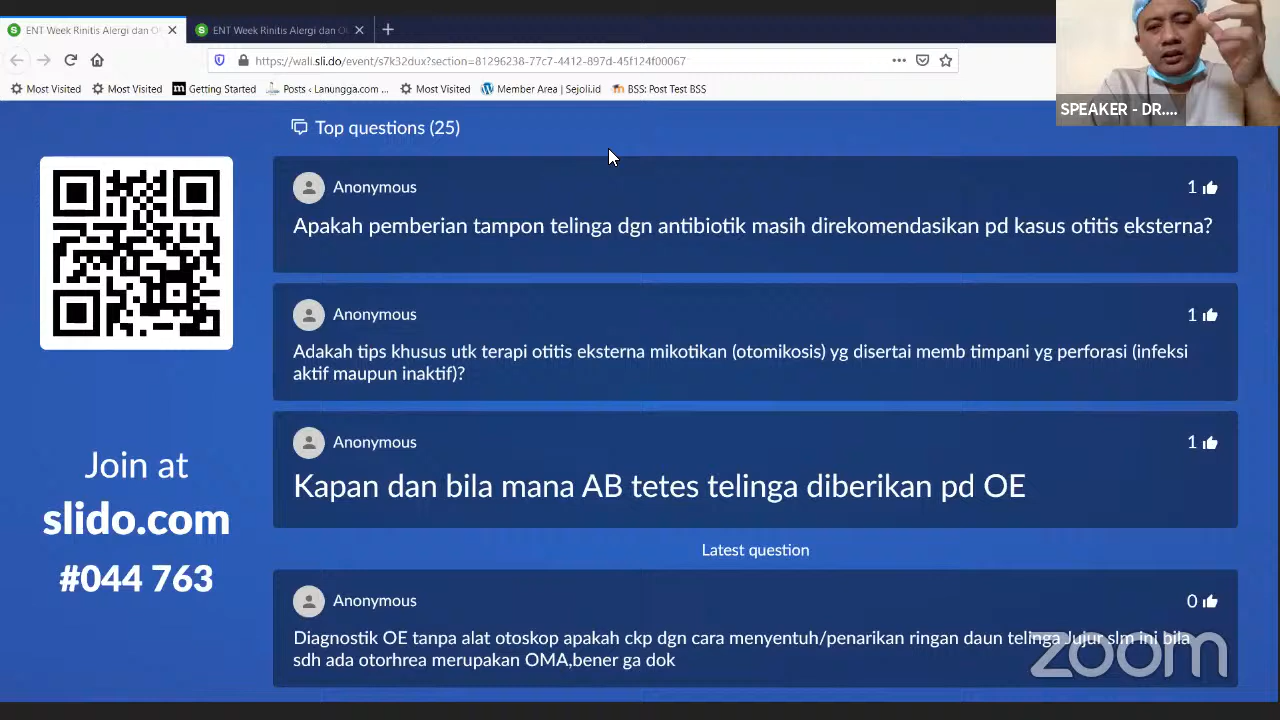 ENT Week Rinitis Alergi dan O
ENT Week Rinitis Alergi dan O
https://wall.sli.do/event/s7k32dux?section=81296238-77c7-4412-897d-45f124f00067
Most Visited
Most Visited
Getting Started
Posts ‹ Lanungga.com ...
Most Visited
Member Area | Sejoli.id
BSS: Post Test BSS
SPEAKER - DR....
Top questions (25)
Anonymous
1
Apakah pemberian tampon telinga dgn antibiotik masih direkomendasikan pd kasus otitis eksterna?
Anonymous
1
Adakah tips khusus utk terapi otitis eksterna mikotikan (otomikosis) yg disertai memb timpani yg perforasi (infeksi
aktif maupun inaktif)?
Anonymous
1
Kapan dan bila mana AB tetes telinga diberikan pd OE
Join at
slido.com
#044 763
Latest question
Anonymous
0
Diagnostik OE tanpa alat otoskop apakah ckp dgn cara menyentuh/penarikan ringan daun telinga Jujur slm ini bila
sdh ada otorhrea merupakan OMA,bener ga dok
zoom